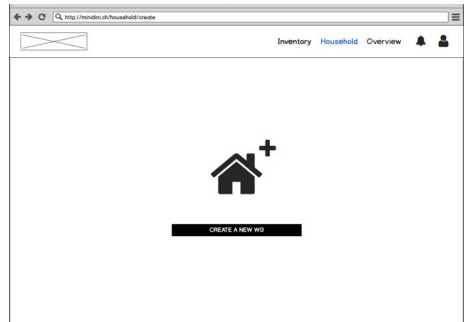 http://minidini.ch/household/create
Inventory Household Overview
CREATE A NEW WG